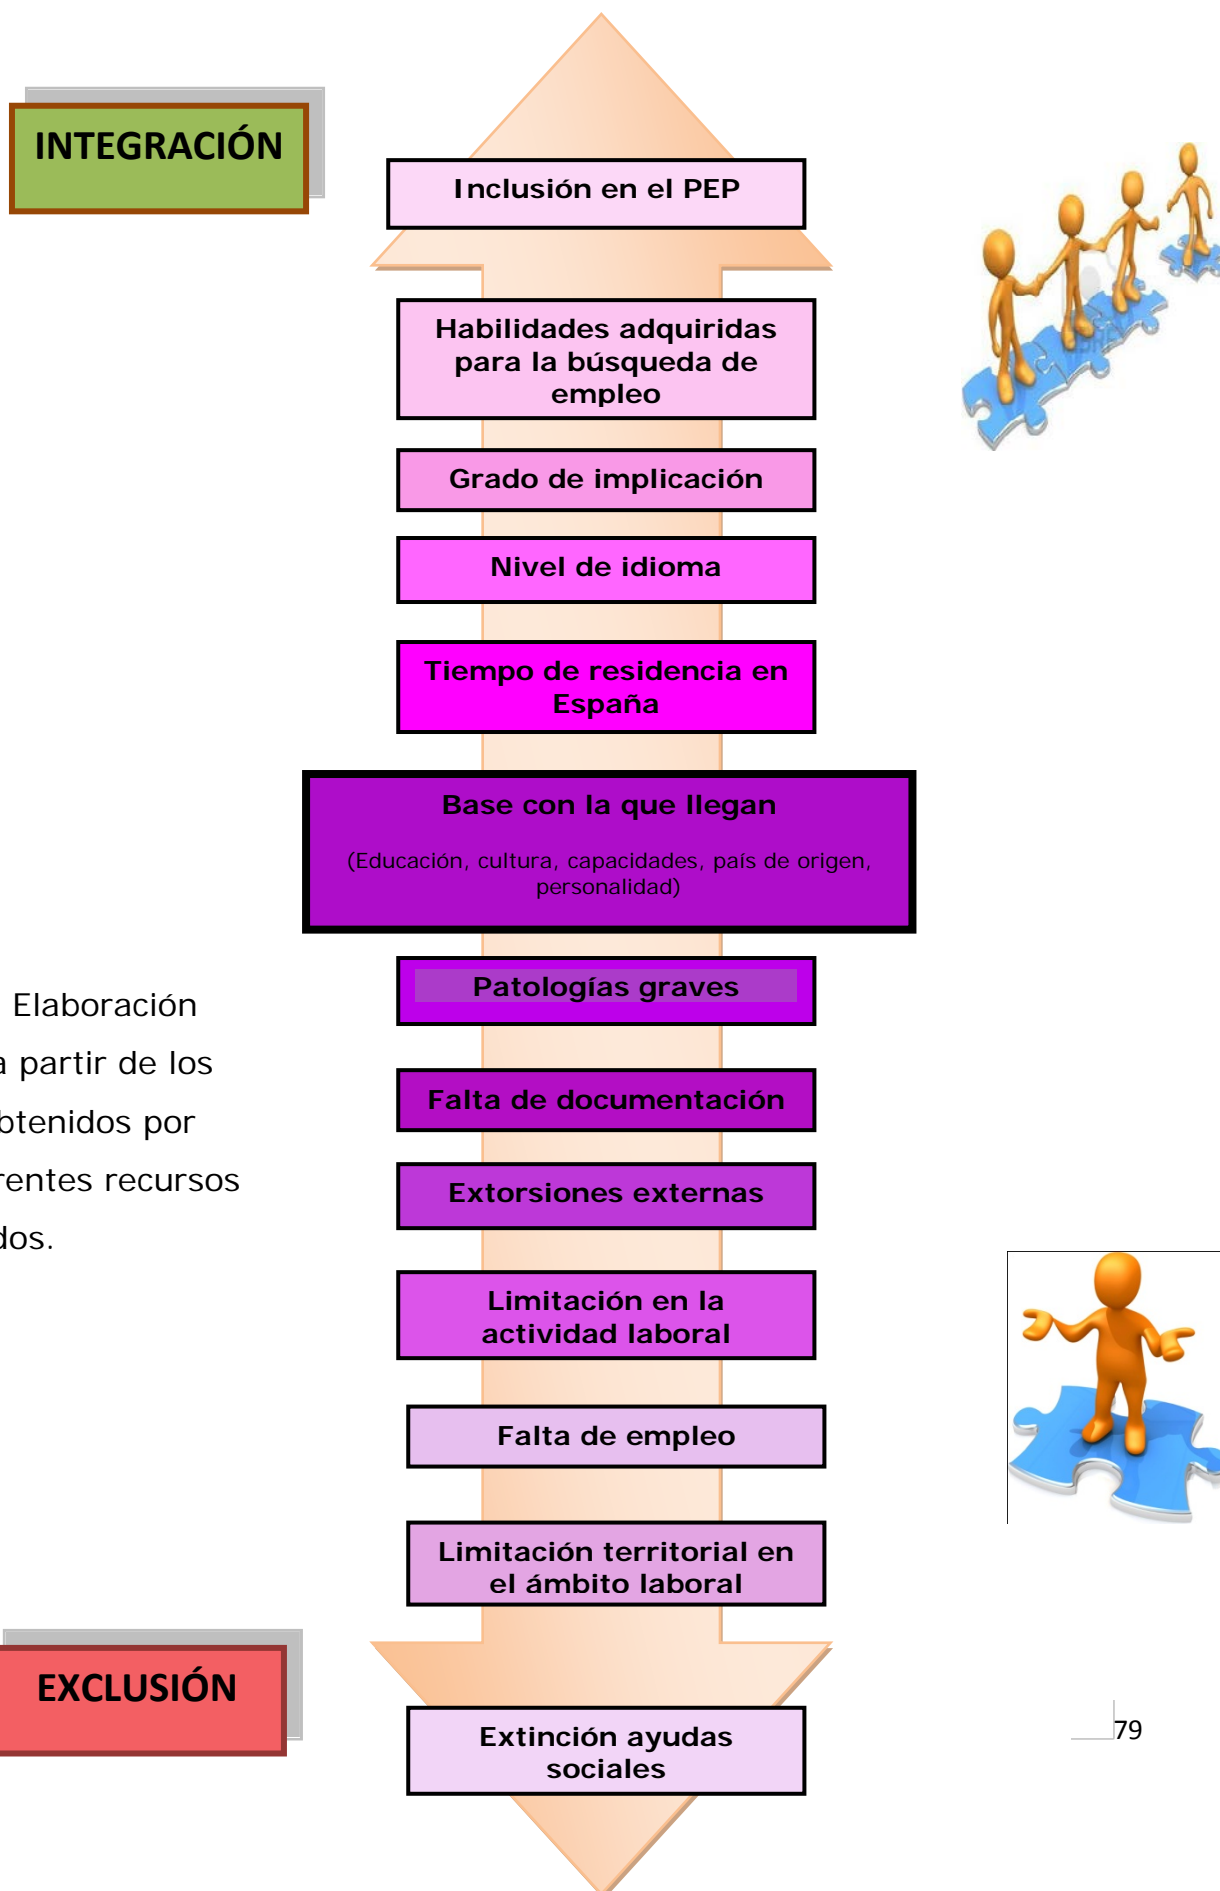 INTEGRACIÓN
Inclusión en el PEP
Habilidades adquiridas
para la búsqueda de
empleo
Grado de implicación
Nivel de idioma
Tiempo de residencia en
España
Base con la que llegan
(Educación, cultura, capacidades, país de origen,
personalidad)
Patologías graves
Elaboración
a partir de los
btenidos por
rentes recursos
dos.
Falta de documentación
Extorsiones externas
Limitación en la
actividad laboral
Falta de empleo
Limitación territorial en
el ámbito laboral
EXCLUSIÓN
Extinción ayudas
sociales
79